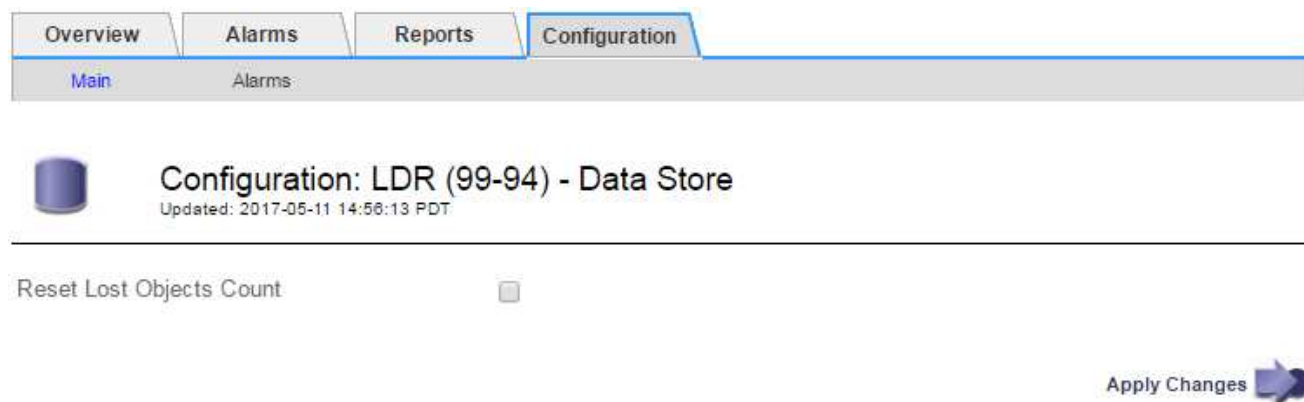 Overview Alarms Reports Configuration
Main Alarms
Configuration: LDR (99-94) - Data Store
Updated: 2017-05-11 14:56:13 PDT
Reset Lost Objects Count
Apply Changes